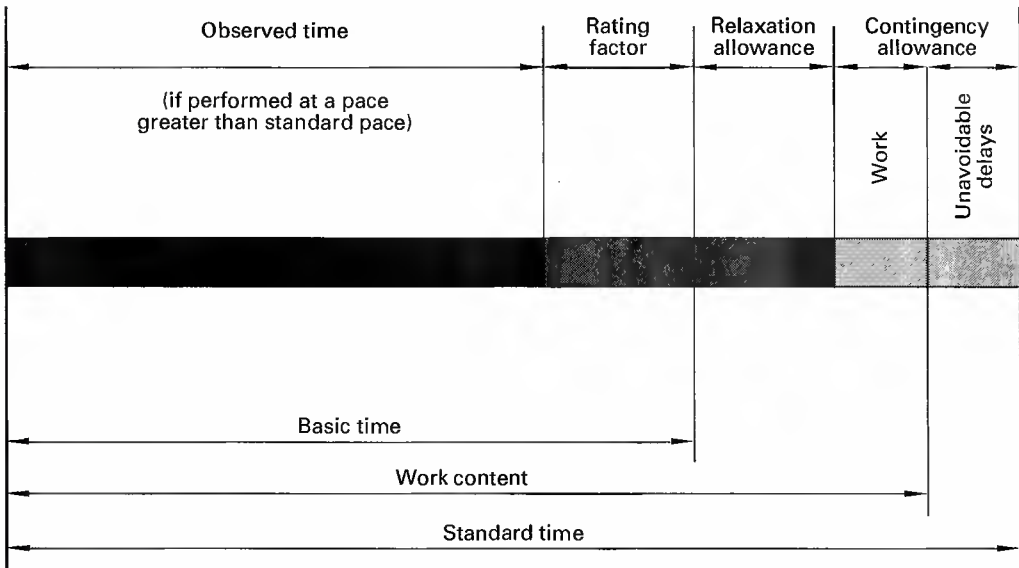 Observed time
Rating
factor
Relaxation
allowance
Contingency
allowance
(if performed at a pace
greater than standard pace)
Work
Unavoidable
delays
Basic time
Work content
Standard time